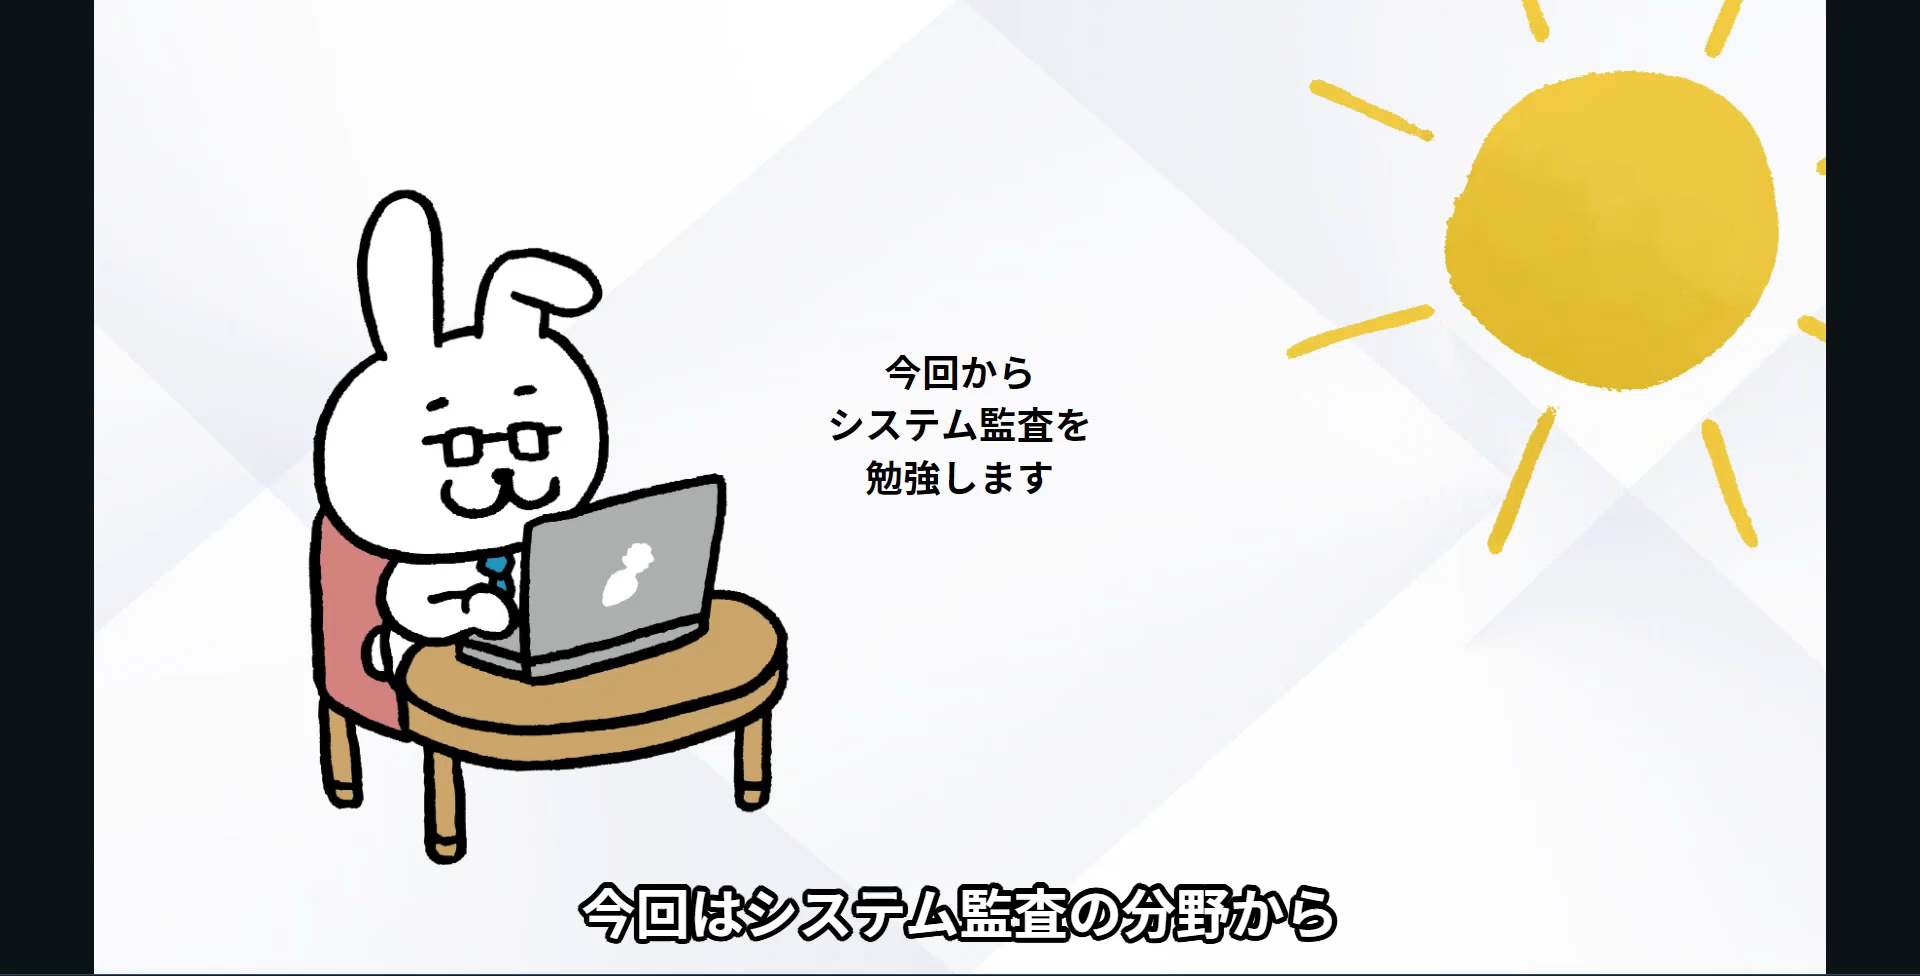 今回から
システム監査を
勉強します
今回はシステム監査の分野から